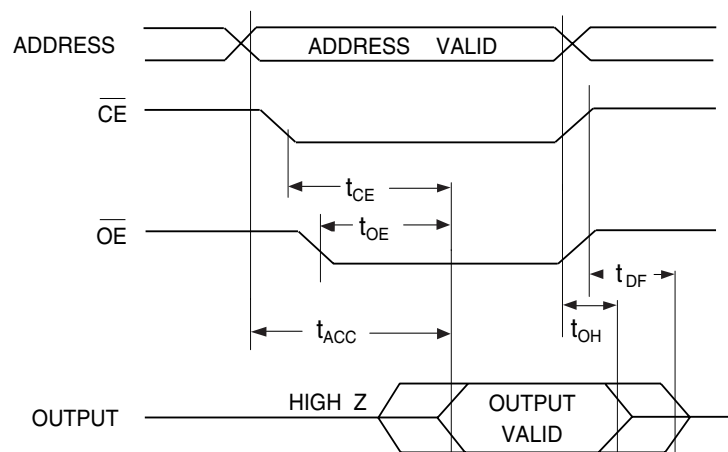 ADDRESS ADDRESS VALID
CE
tCE
tOE
OE
tDF
tACC
tOH
HIGH Z
OUTPUT
OUTPUT VALID